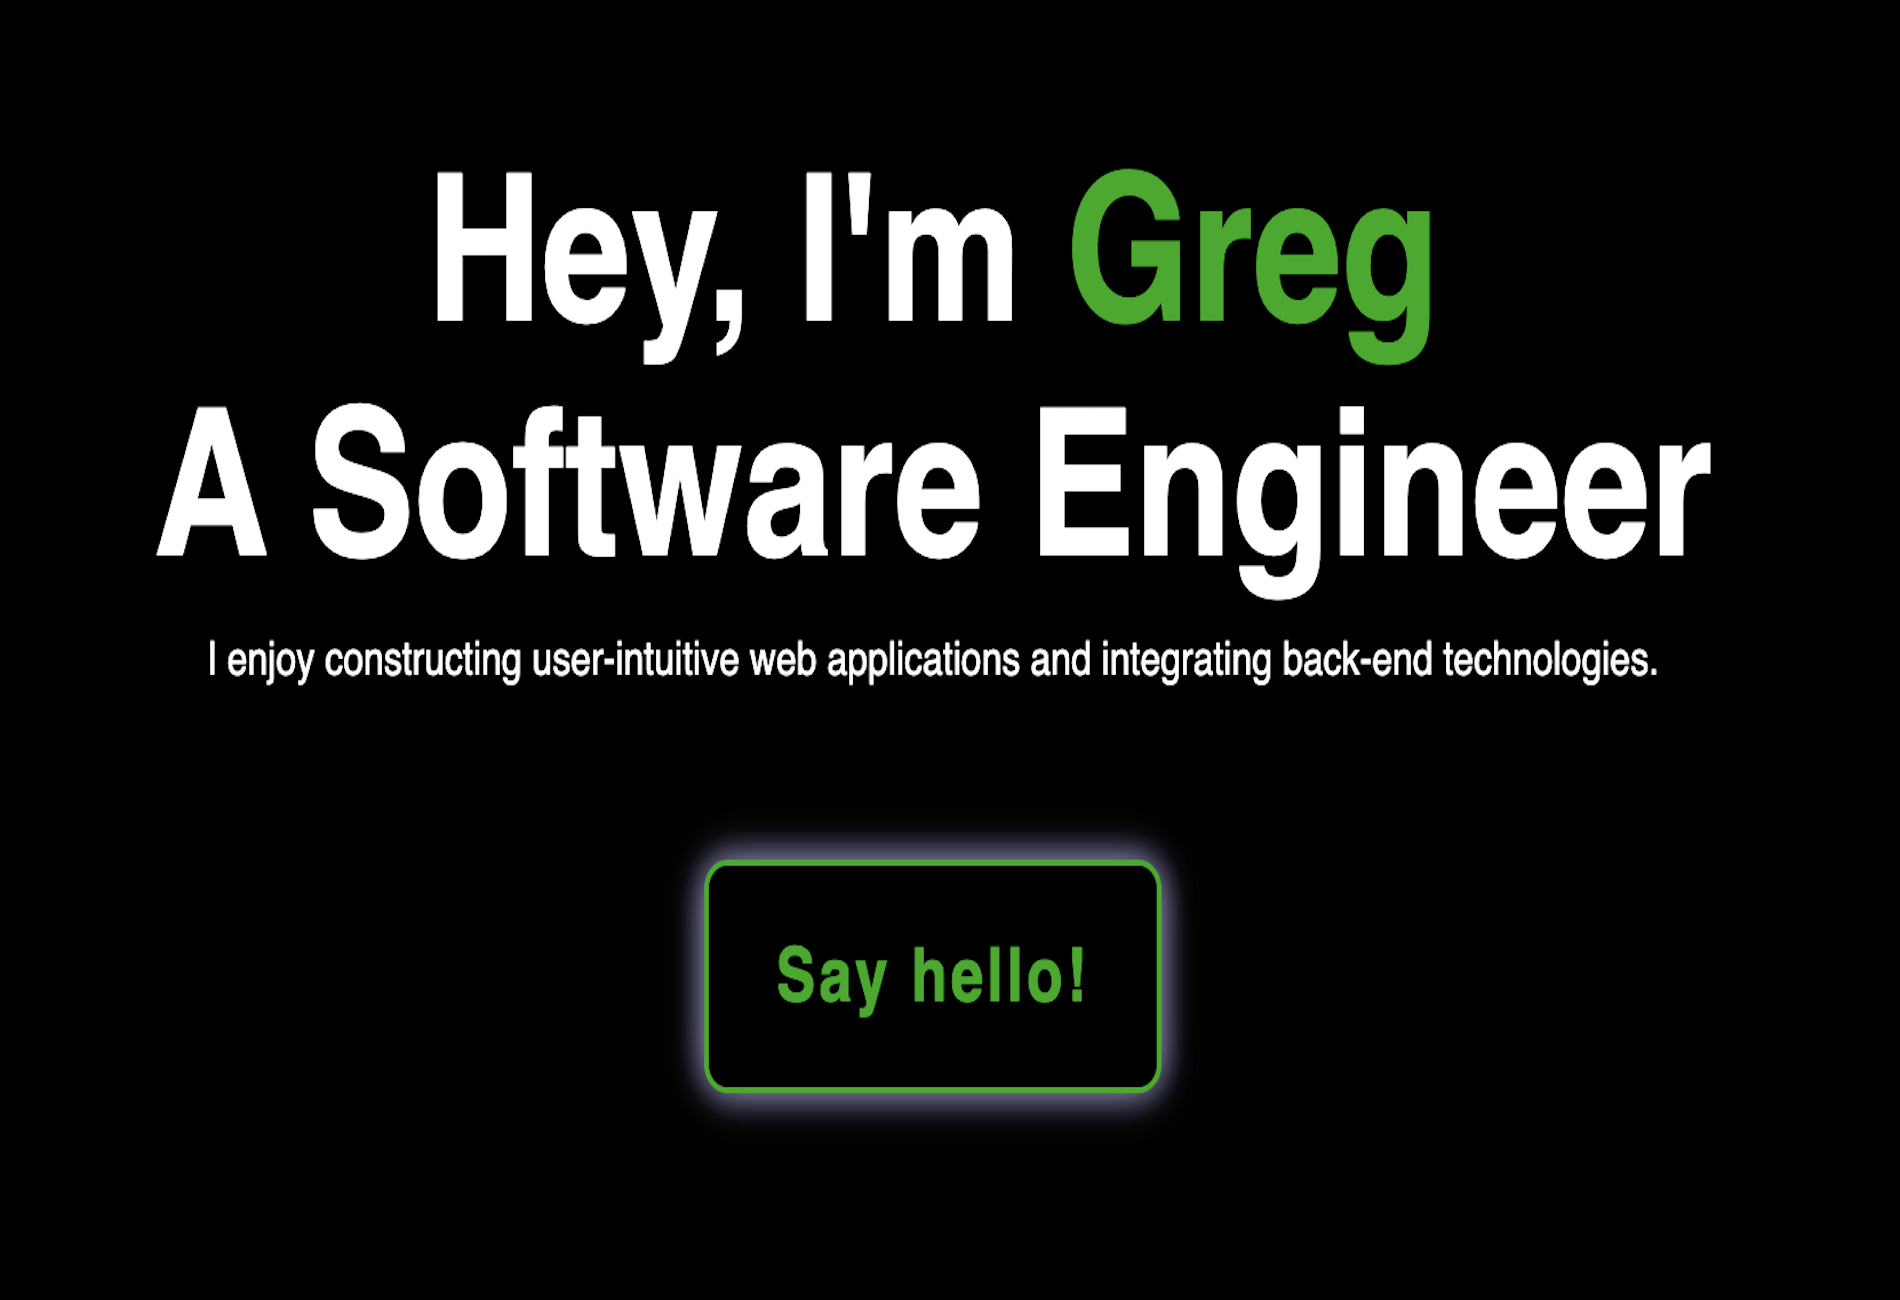 Hey, I'm Greg
A Software Engineer
I enjoy constructing user-intuitive web applications and integrating back-end technologies.
Say hello!